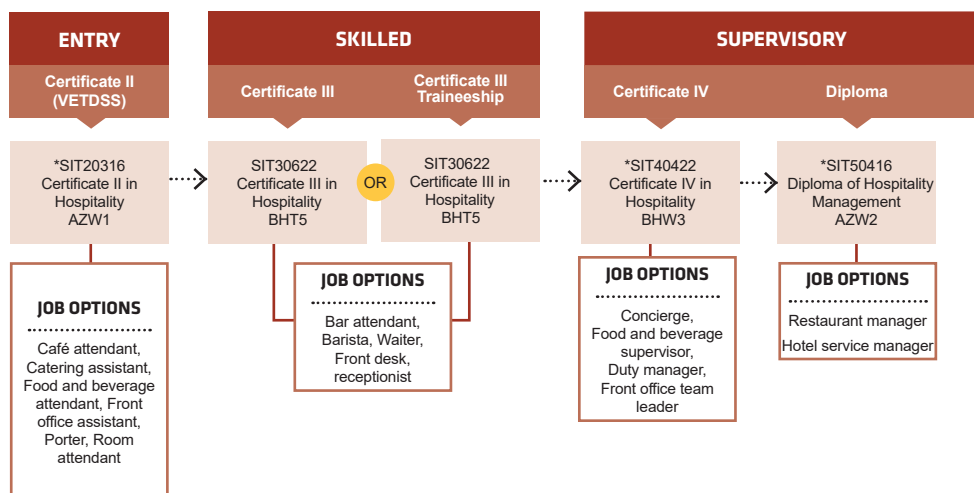 ENTRY
SKILLED
SUPERVISORY
Certificate II
(VETDSS)
Certificate III
Certificate III
Traineeship
Certificate IV
Diploma
*SIT20316
Certificate II in
Hospitality
AZW1
SIT30622
Certificate III in
Hospitality
BHT5
OR
SIT30622
Certificate III in
Hospitality
BHT5
*SIT40422
Certificate IV in
Hospitality
BHW3
*SIT50416
Diploma of Hospitality
Management
AZW2
JOB OPTIONS
Café attendant,
Catering assistant,
Food and beverage
attendant, Front
office assistant,
Porter, Room
attendant
JOB OPTIONS
Bar attendant,
Barista, Waiter,
Front desk,
receptionist
JOB OPTIONS
Concierge,
Food and beverage
supervisor,
Duty manager,
Front office team
leader
JOB OPTIONS
Restaurant manager
Hotel service manager